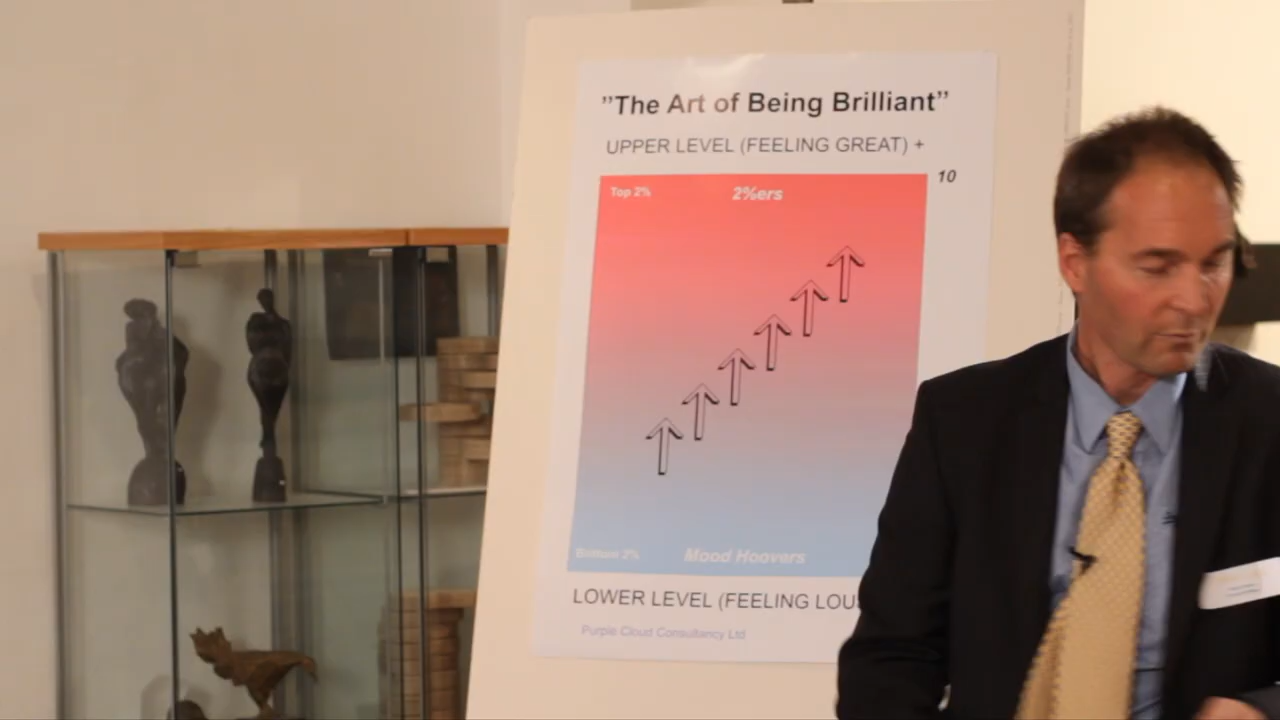 ”The Art of Being Brilliant”
UPPER LEVEL (FEELING GREAT) +
10
Top 2% 2%ers
Bottom 2% Mood Hoovers
LOWER LEVEL (FEELING LOUS
Purple Cloud Consultancy Ltd